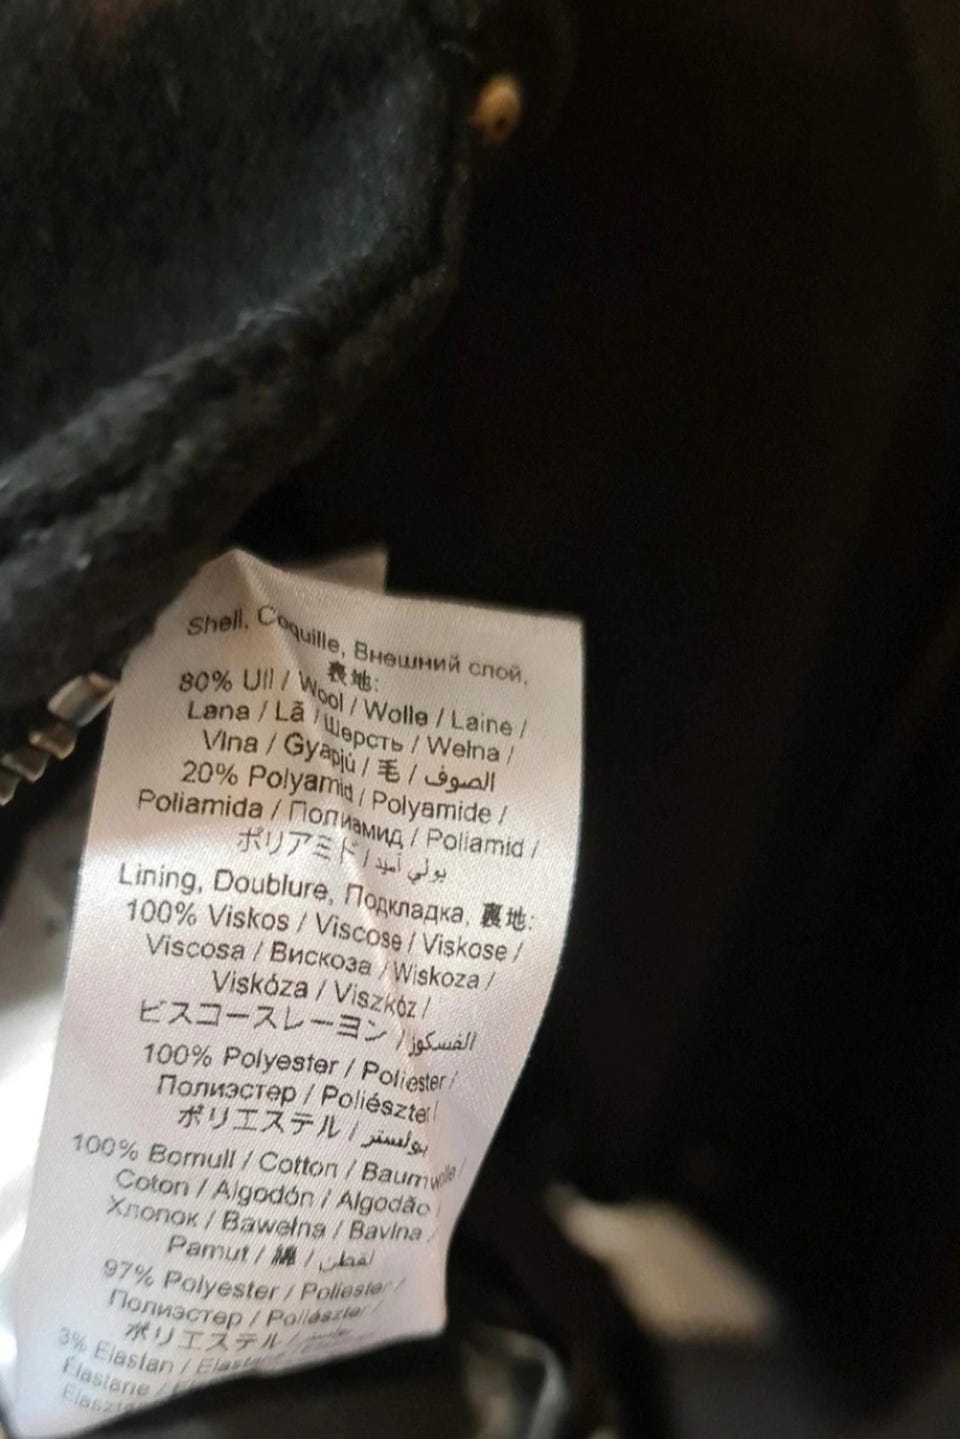 Shell, Coquille, Внешний слой,
表地:
80% Ull / Wool / Wolle / Laine /
Lana / Lã / Шерсть / Wełna /
Vlna / Gyapjú / 毛 / الصوف
20% Polyamid / Polyamide /
Poliamida / Полиамид / Poliamid /
ポリアミド / بولي أميد
Lining, Doublure, Подкладка, 裏地:
100% Viskos / Viscose / Viskose /
Viscosa / Вискоза / Wiskoza /
Viskóza / Viszkóz /
ビスコースレーヨン / الفسكوز
100% Polyester / Poliester /
Полиэстер / Poliészter
ポリエステル / بولستر
100% Bomull / Cotton / Baumwolle /
Coton / Algodón / Algodão
Хлопок / Bawełna / Bavlna /
Pamut / 綿 / لقطن
97% Polyester / Poliester /
Полиэстер / Poliészter /
ポリエステル /
3% Elastan /
Elastane /